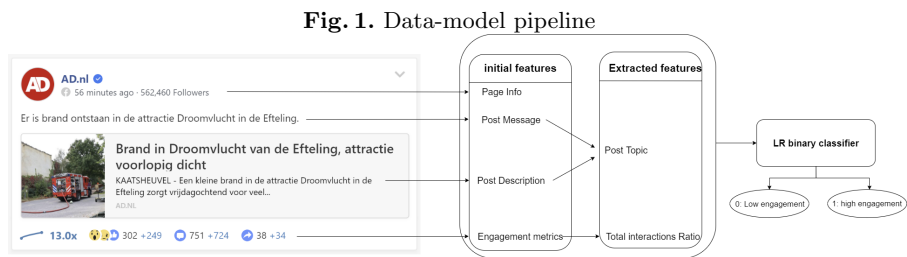 Fig. 1. Data-model pipeline
AD
AD.nl
56 minutes ago · 562,460 Followers
Er is brand ontstaan in de attractie Droomvlucht in de Efteling.
Brand in Droomvlucht van de Efteling, attractie
voorlopig dicht
KAATSHEUVEL - Een kleine brand in de attractie Droomvlucht in de
Efteling zorgt vrijdagochtend voor veel...
AD.NL
13.0x 302 +249 751 +724 38 +34
initial features
Page Info
Post Message
Post Description
Engagement metrics
Extracted features
Post Topic
Total interactions Ratio
LR binary classifier
0: Low engagement
1: high engagement